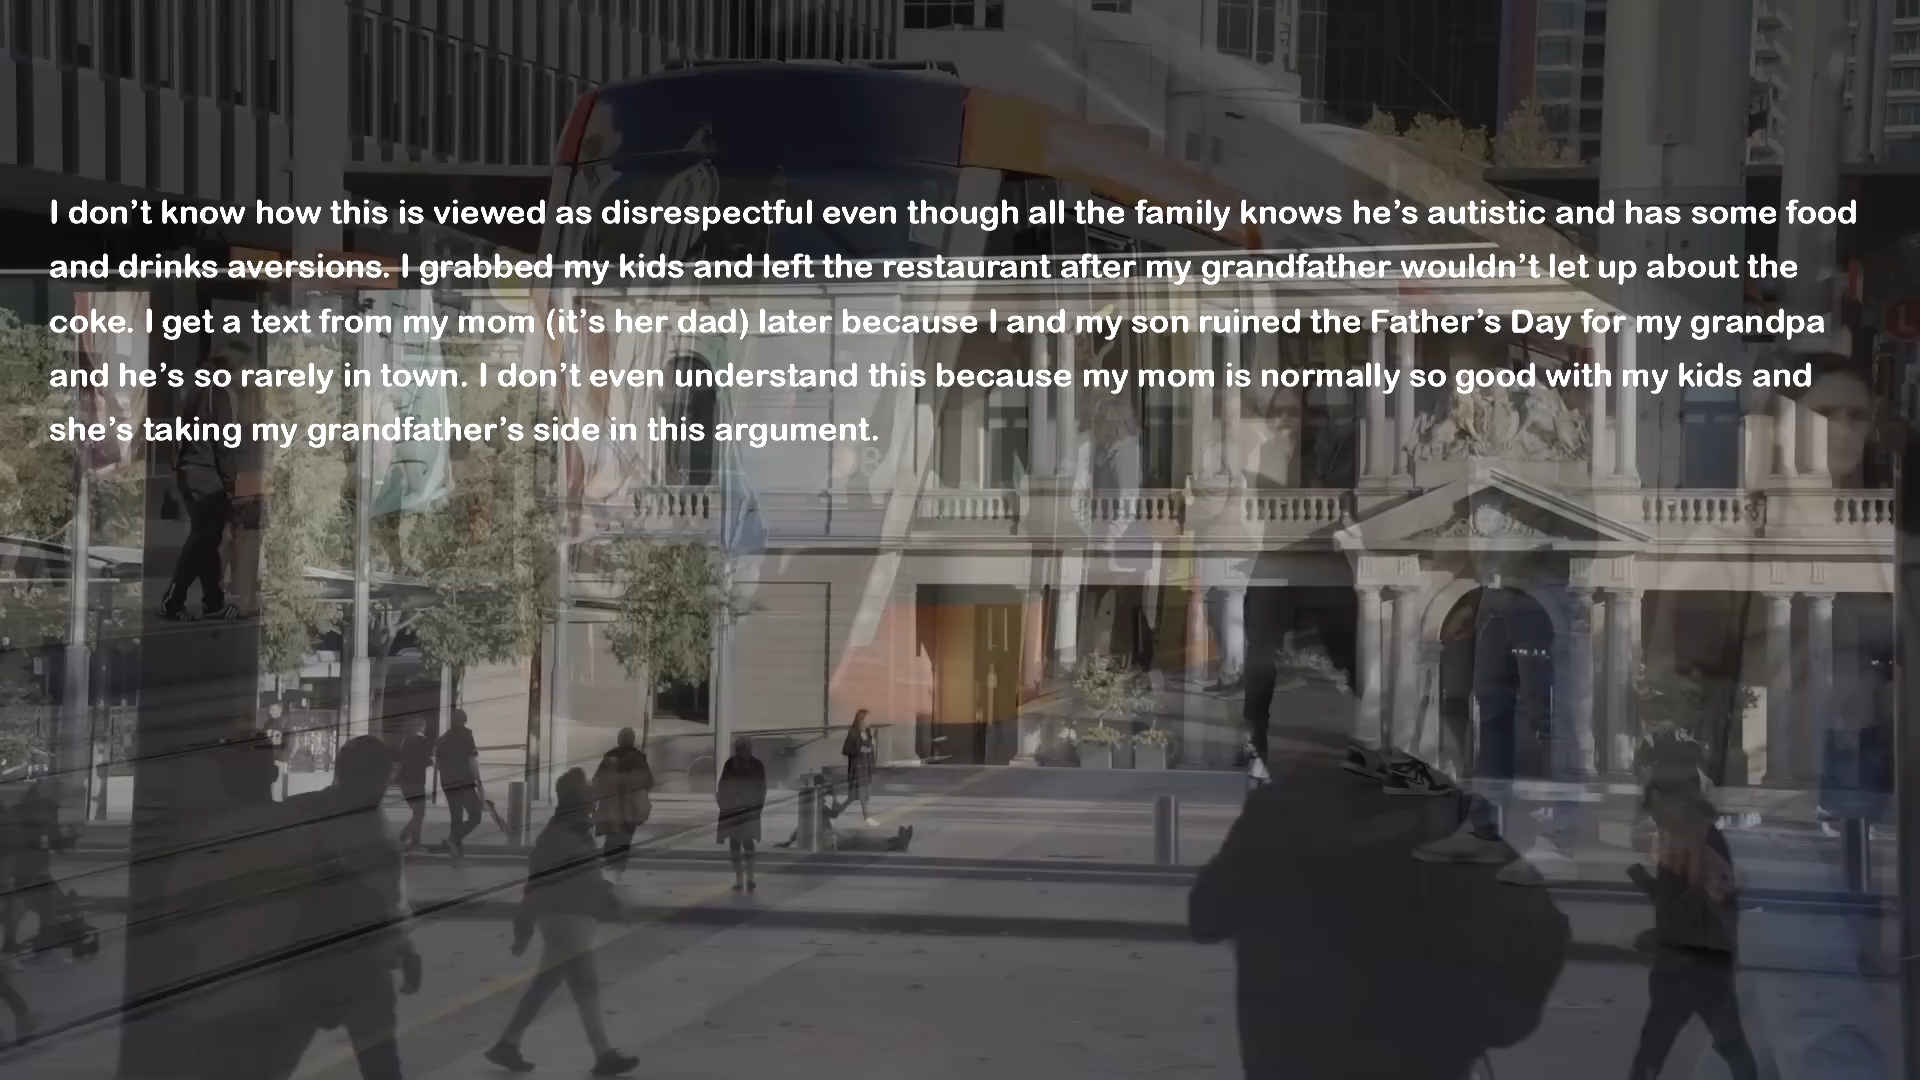 I don’t know how this is viewed as disrespectful even though all the family knows he’s autistic and has some food
and drinks aversions. I grabbed my kids and left the restaurant after my grandfather wouldn’t let up about the
coke. I get a text from my mom (it’s her dad) later because I and my son ruined the Father’s Day for my grandpa
and he’s so rarely in town. I don’t even understand this because my mom is normally so good with my kids and
she’s taking my grandfather’s side in this argument.